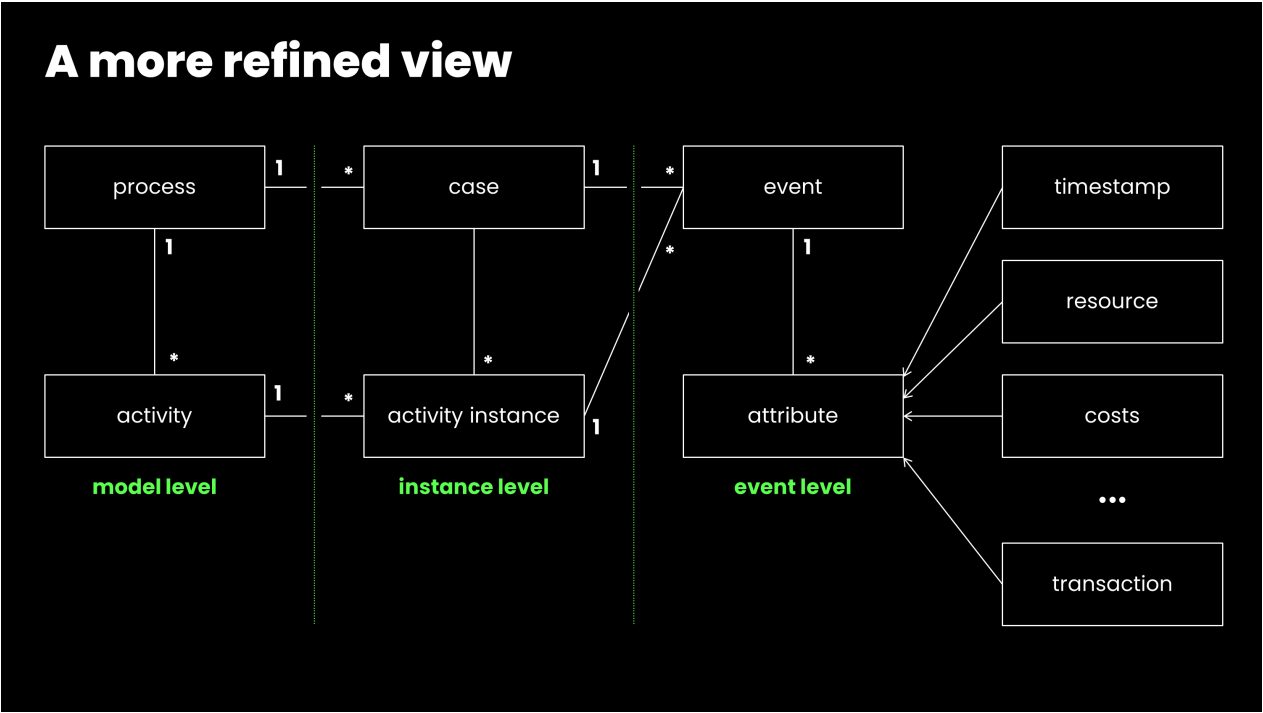 A more refined view
process
1
*
case
1
*
event
timestamp
1
*
1
resource
*
*
*
activity
1
*
activity instance
1
attribute
costs
model level
instance level
event level
...
transaction